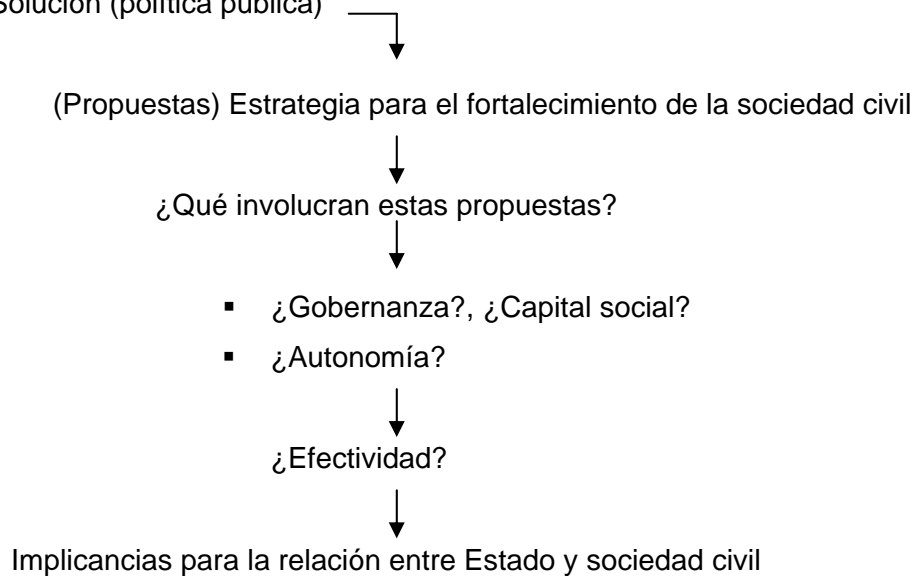 Solución (política pública)
(Propuestas) Estrategia para el fortalecimiento de la sociedad civil
¿Qué involucran estas propuestas?
▪ ¿Gobernanza?, ¿Capital social?
▪ ¿Autonomía?
¿Efectividad?
Implicancias para la relación entre Estado y sociedad civil